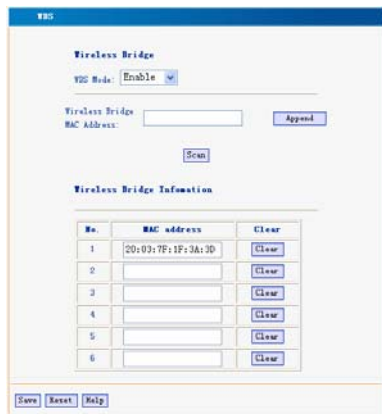 WDS
Wireless Bridge
WDS Mode: Enable
Wireless Bridge
MAC Address:
Append
Scan
Wireless Bridge Infomation
No. MAC address Clear
1 20:03:7F:1F:3A:3D Clear
2 Clear
3 Clear
4 Clear
5 Clear
6 Clear
Save Reset Help